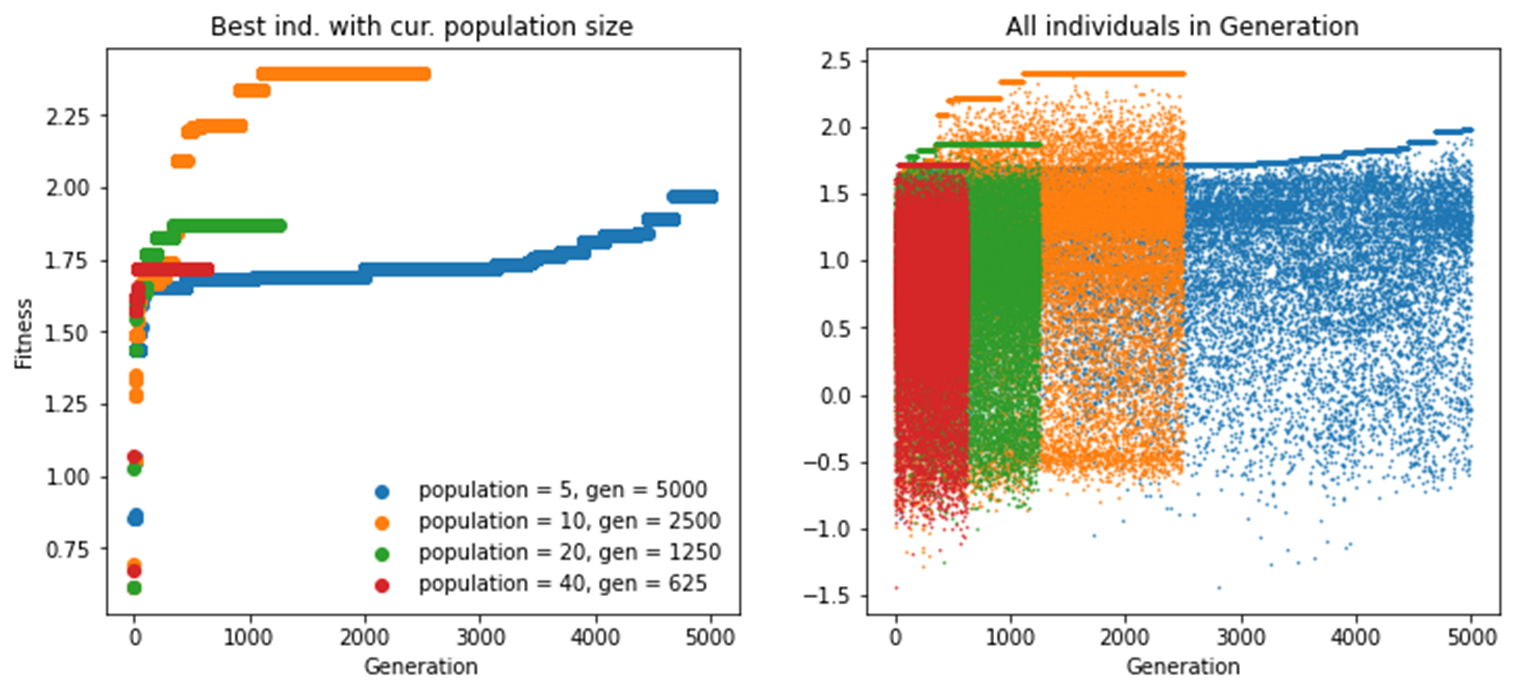 Best ind. with cur. population size
Fitness
2.25
2.00
1.75
1.50
1.25
1.00
0.75
population = 5, gen = 5000
population = 10, gen = 2500
population = 20, gen = 1250
population = 40, gen = 625
0 1000 2000 3000 4000 5000
Generation
All individuals in Generation
2.5
2.0
1.5
1.0
0.5
0.0
−0.5
−1.0
−1.5
0 1000 2000 3000 4000 5000
Generation